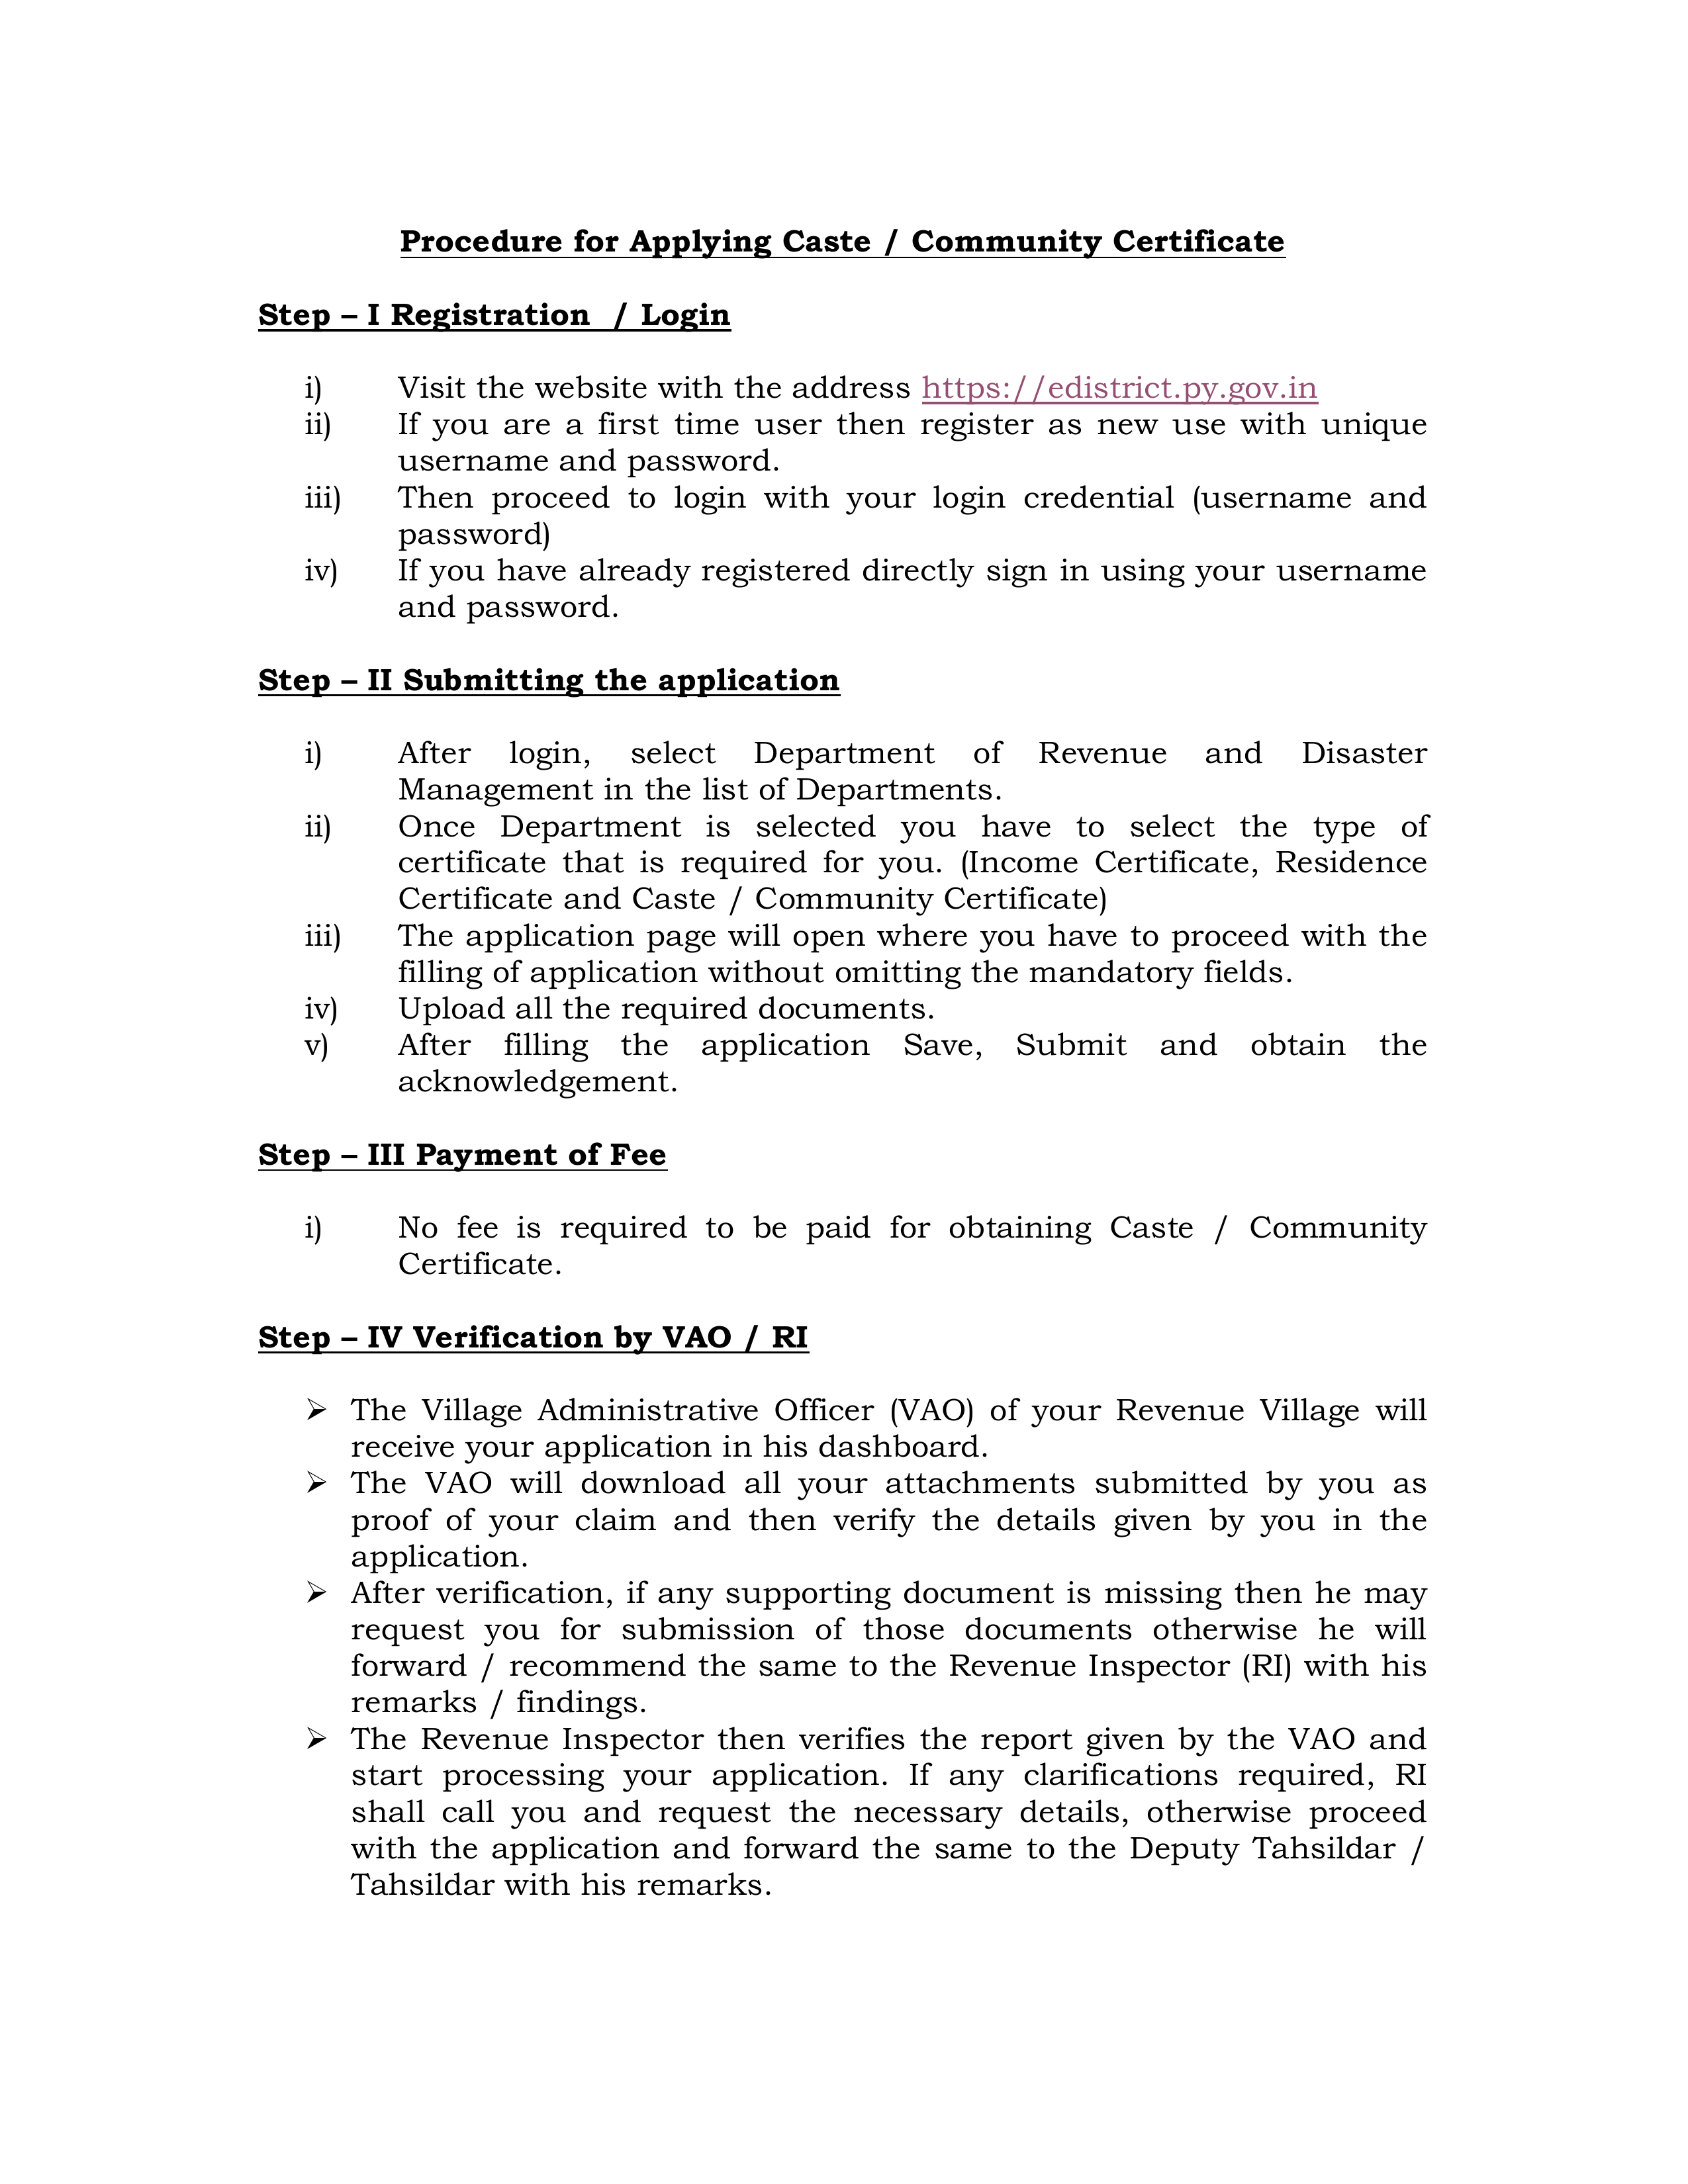 Procedure for Applying Caste / Community Certificate
Step – I Registration / Login
i) Visit the website with the address https://edistrict.py.gov.in
ii) If you are a first time user then register as new use with unique
username and password.
iii) Then proceed to login with your login credential (username and
password)
iv) If you have already registered directly sign in using your username
and password.
Step – II Submitting the application
i) After login, select Department of Revenue and Disaster
Management in the list of Departments.
ii) Once Department is selected you have to select the type of
certificate that is required for you. (Income Certificate, Residence
Certificate and Caste / Community Certificate)
iii) The application page will open where you have to proceed with the
filling of application without omitting the mandatory fields.
iv) Upload all the required documents.
v) After filling the application Save, Submit and obtain the
acknowledgement.
Step – III Payment of Fee
i) No fee is required to be paid for obtaining Caste / Community
Certificate.
Step – IV Verification by VAO / RI
➢ The Village Administrative Officer (VAO) of your Revenue Village will
receive your application in his dashboard.
➢ The VAO will download all your attachments submitted by you as
proof of your claim and then verify the details given by you in the
application.
➢ After verification, if any supporting document is missing then he may
request you for submission of those documents otherwise he will
forward / recommend the same to the Revenue Inspector (RI) with his
remarks / findings.
➢ The Revenue Inspector then verifies the report given by the VAO and
start processing your application. If any clarifications required, RI
shall call you and request the necessary details, otherwise proceed
with the application and forward the same to the Deputy Tahsildar /
Tahsildar with his remarks.